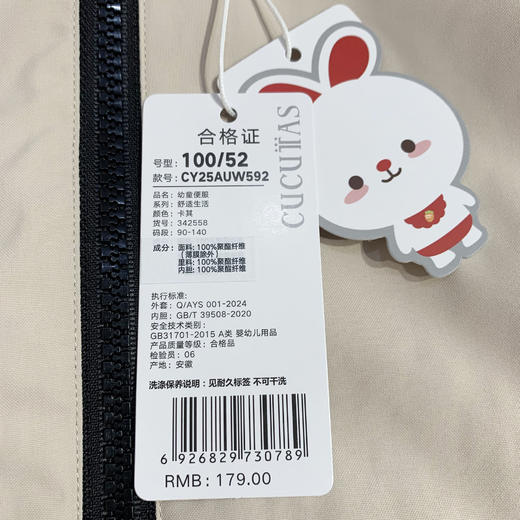 合格证
号型: 100/52
款号: CY25AUW592
品名: 幼童便服
系列: 舒适生活
颜色: 卡其
货号: 342558
码段: 90-140
成分: 面料: 100%聚酯纤维
(薄膜除外)
里料: 100%聚酯纤维
内胆: 100%聚酯纤维
执行标准:
外套: Q/AYS 001-2024
内胆: GB/T 39508-2020
安全技术类别:
GB31701-2015 A类 婴幼儿用品
产品质量等级: 合格品
检验员: 06
产地: 安徽
洗涤保养说明: 见耐久标签 不可干洗
6 926829 730789
RMB: 179.00